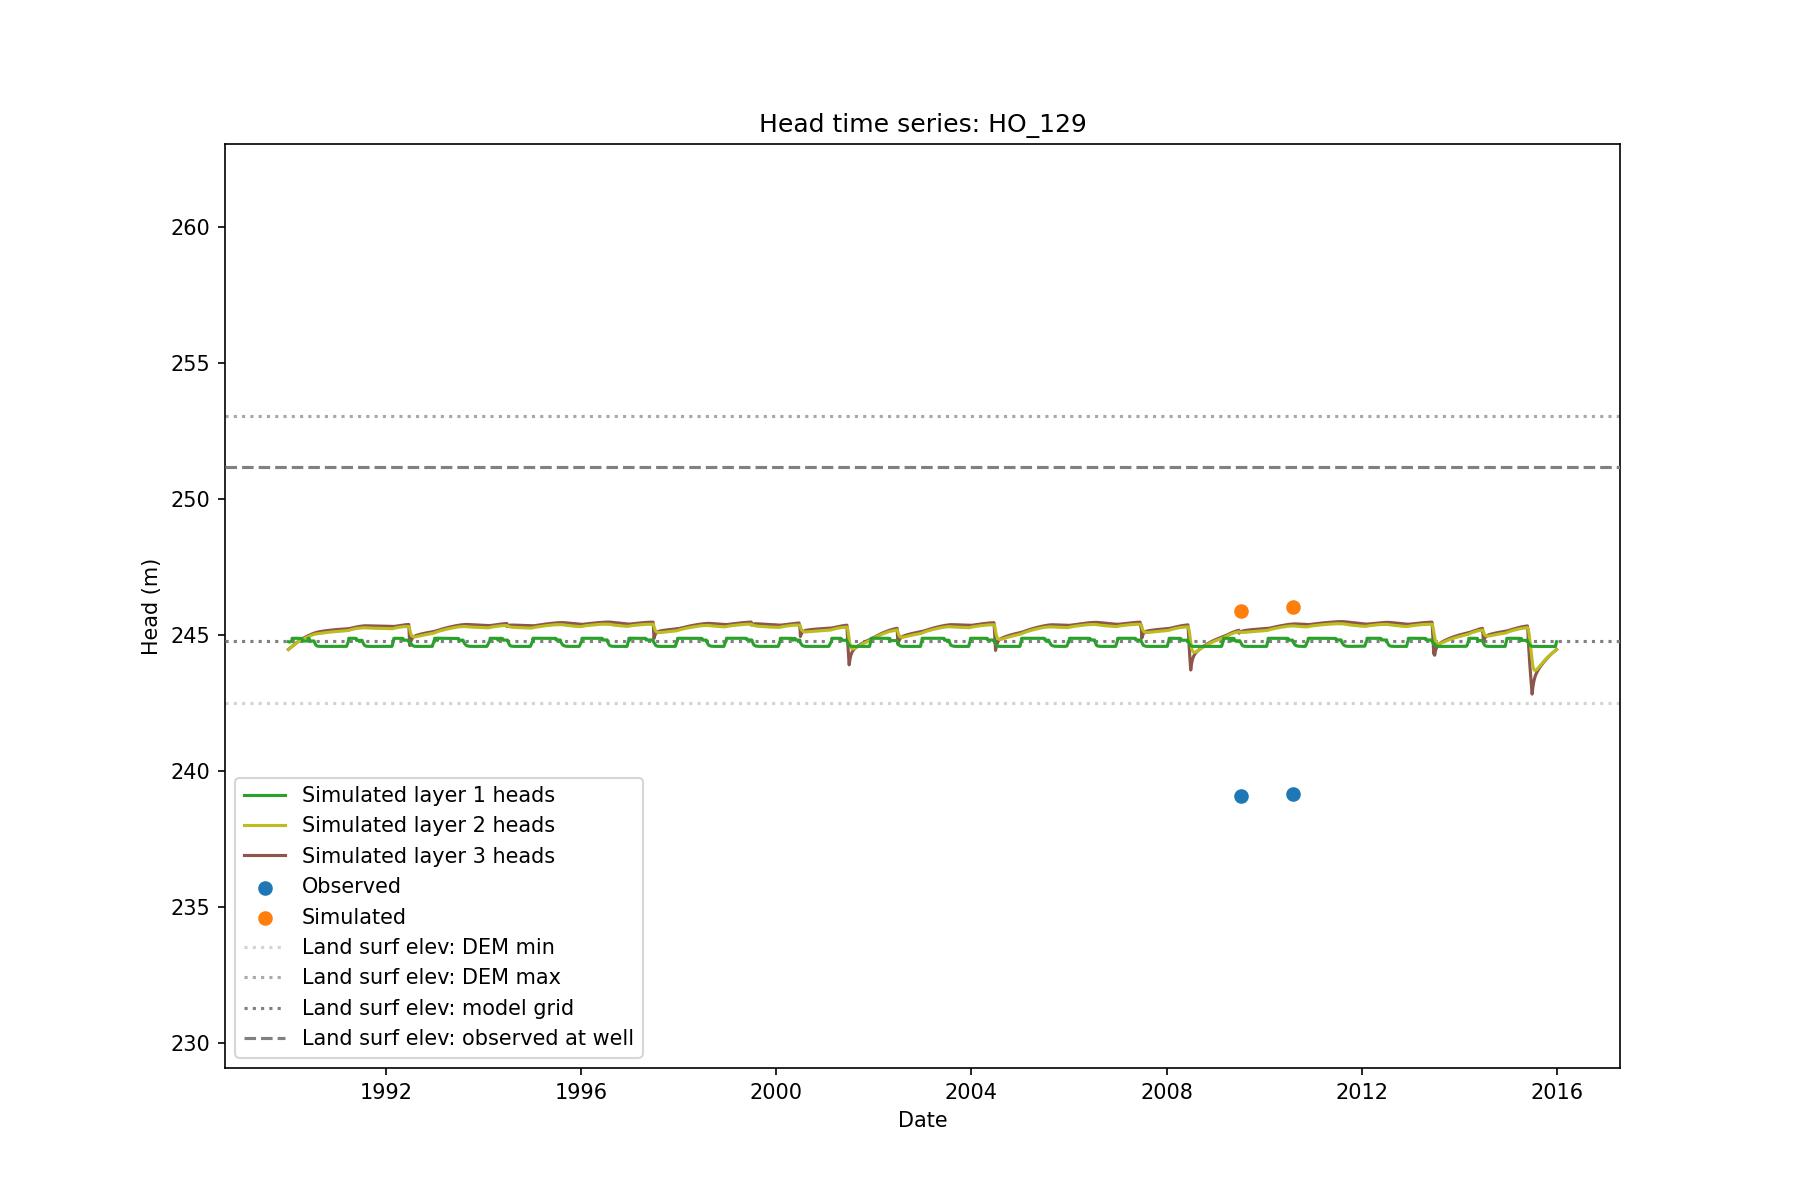 Head time series: HO_129
Head (m)
260
255
250
245
240
235
230
Simulated layer 1 heads
Simulated layer 2 heads
Simulated layer 3 heads
Observed
Simulated
Land surf elev: DEM min
Land surf elev: DEM max
Land surf elev: model grid
Land surf elev: observed at well
1992 1996 2000 2004 2008 2012 2016
Date